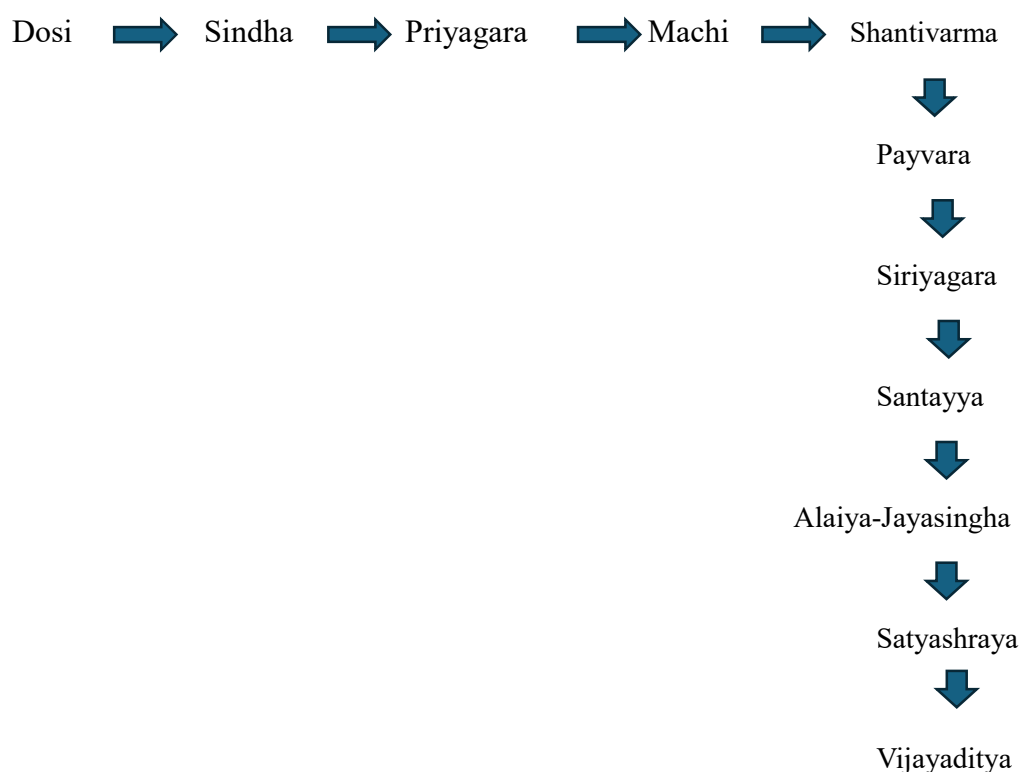 Dosi Sindha Priyagara Machi Shantivarma
Payvara
Siriyagara
Santayya
Alaiya-Jayasingha
Satyashraya
Vijayaditya